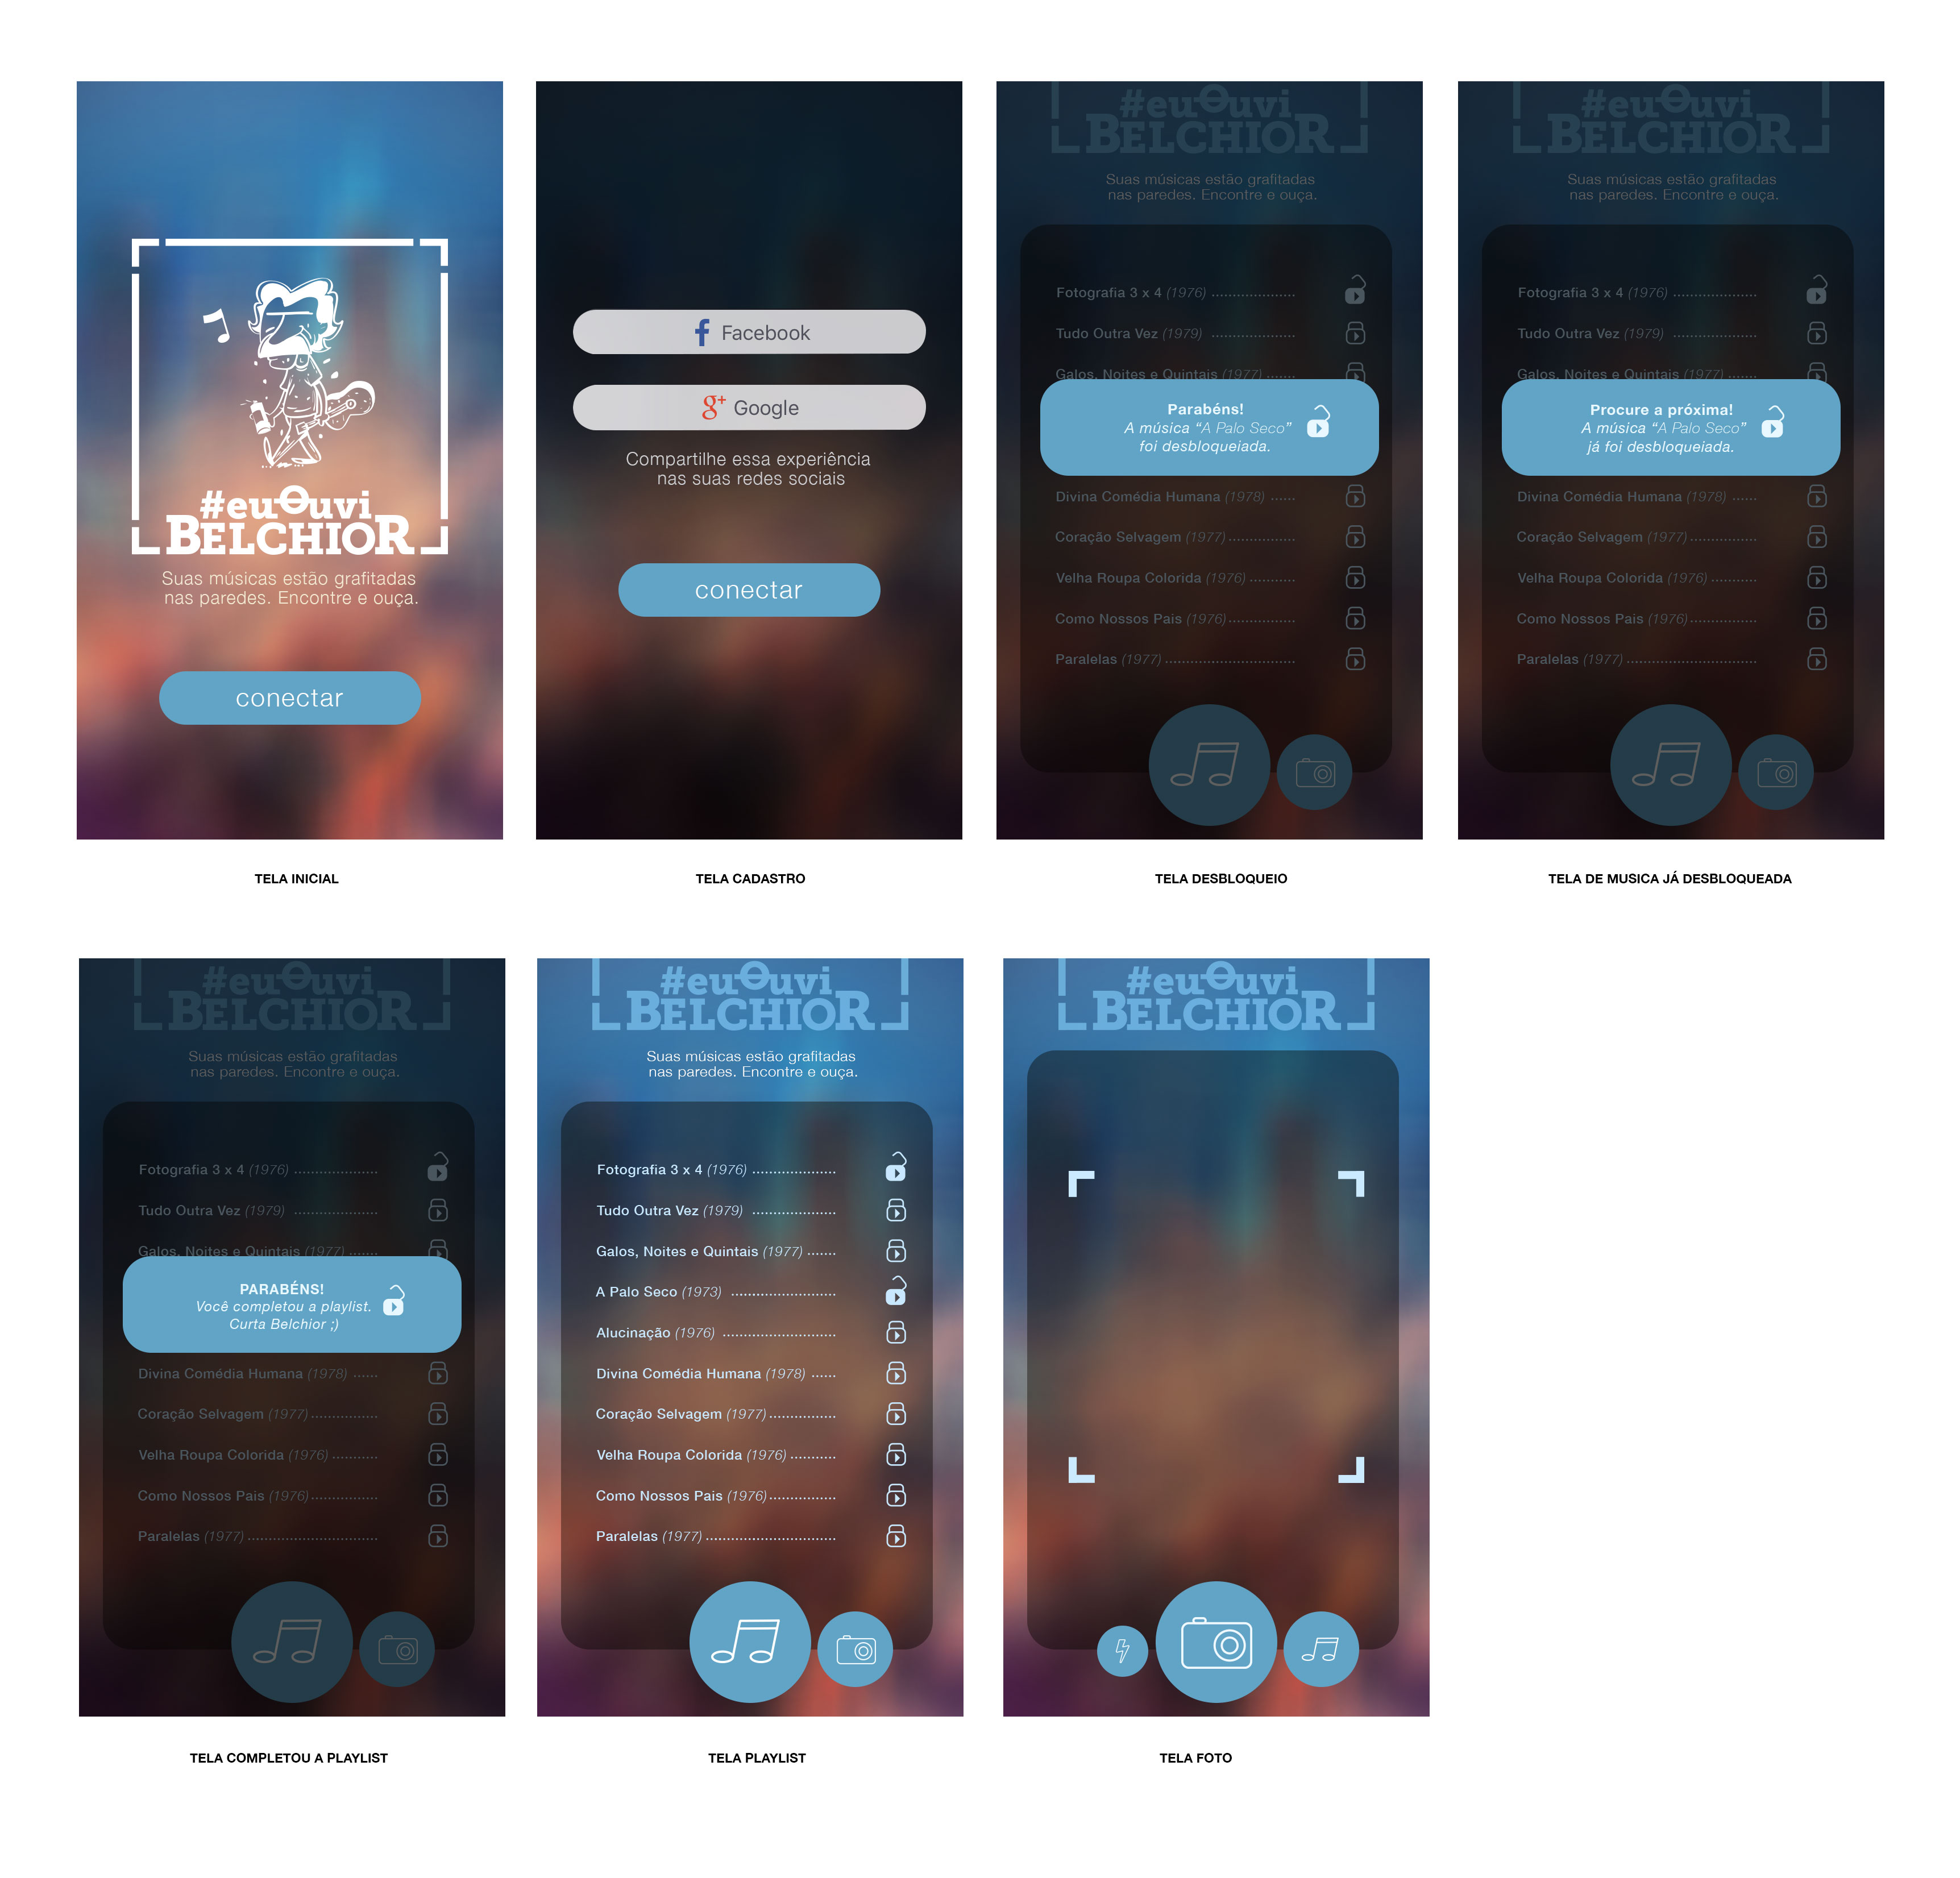 #euOuvi
BELCHIOR
Suas músicas estão grafitadas
nas paredes. Encontre e ouça.
conectar
TELA INICIAL
Facebook
g+ Google
Compartilhe essa experiência
nas suas redes sociais
conectar
TELA CADASTRO
#euOuvi
BELCHIOR
Suas músicas estão grafitadas
nas paredes. Encontre e ouça.
Fotografia 3 x 4 (1976) ....................
Tudo Outra Vez (1979) ....................
Galos, Noites e Quintais (1977) .......
Parabéns!
A música “A Palo Seco”
foi desbloqueiada.
Divina Comédia Humana (1978) ......
Coração Selvagem (1977) ................
Velha Roupa Colorida (1976) ...........
Como Nossos Pais (1976) ................
Paralelas (1977) ...............................
TELA DESBLOQUEIO
#euOuvi
BELCHIOR
Suas músicas estão grafitadas
nas paredes. Encontre e ouça.
Fotografia 3 x 4 (1976) ....................
Tudo Outra Vez (1979) ....................
Galos, Noites e Quintais (1977) .......
Procure a próxima!
A música “A Palo Seco”
já foi desbloqueiada.
Divina Comédia Humana (1978) ......
Coração Selvagem (1977) ................
Velha Roupa Colorida (1976) ...........
Como Nossos Pais (1976) ................
Paralelas (1977) ...............................
TELA DE MUSICA JÁ DESBLOQUEADA
#euOuvi
BELCHIOR
Suas músicas estão grafitadas
nas paredes. Encontre e ouça.
Fotografia 3 x 4 (1976) ....................
Tudo Outra Vez (1979) ....................
Galos, Noites e Quintais (1977) .......
PARABÉNS!
Você completou a playlist.
Curta Belchior ;)
Divina Comédia Humana (1978) ......
Coração Selvagem (1977) ................
Velha Roupa Colorida (1976) ...........
Como Nossos Pais (1976) ................
Paralelas (1977) ...............................
TELA COMPLETOU A PLAYLIST
#euOuvi
BELCHIOR
Suas músicas estão grafitadas
nas paredes. Encontre e ouça.
Fotografia 3 x 4 (1976) ....................
Tudo Outra Vez (1979) ....................
Galos, Noites e Quintais (1977) .......
A Palo Seco (1973) .........................
Alucinação (1976) ...........................
Divina Comédia Humana (1978) ......
Coração Selvagem (1977) ................
Velha Roupa Colorida (1976) ...........
Como Nossos Pais (1976) ................
Paralelas (1977) ...............................
TELA PLAYLIST
#euOuvi
BELCHIOR
TELA FOTO